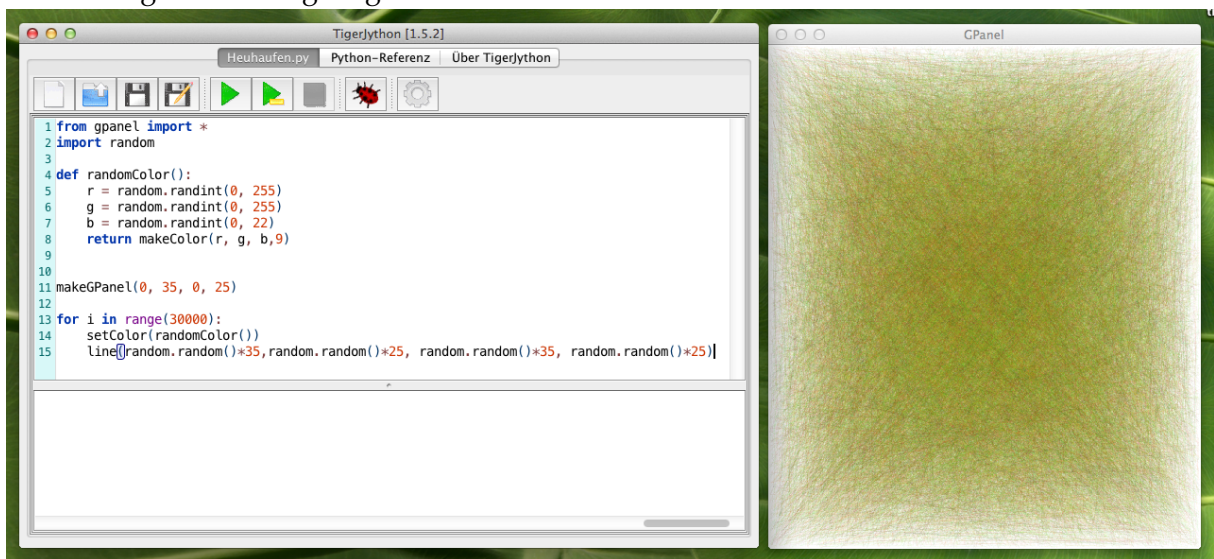 TigerJython [1.5.2]
Heuhaufen.py Python-Referenz Über TigerJython
1 from gpanel import *
2 import random
3
4 def randomColor():
5     r = random.randint(0, 255)
6     g = random.randint(0, 255)
7     b = random.randint(0, 22)
8     return makeColor(r, g, b,9)
9
10
11 makeGPanel(0, 35, 0, 25)
12
13 for i in range(30000):
14     setColor(randomColor())
15     line(random.random()*35,random.random()*25, random.random()*35, random.random()*25)
GPanel